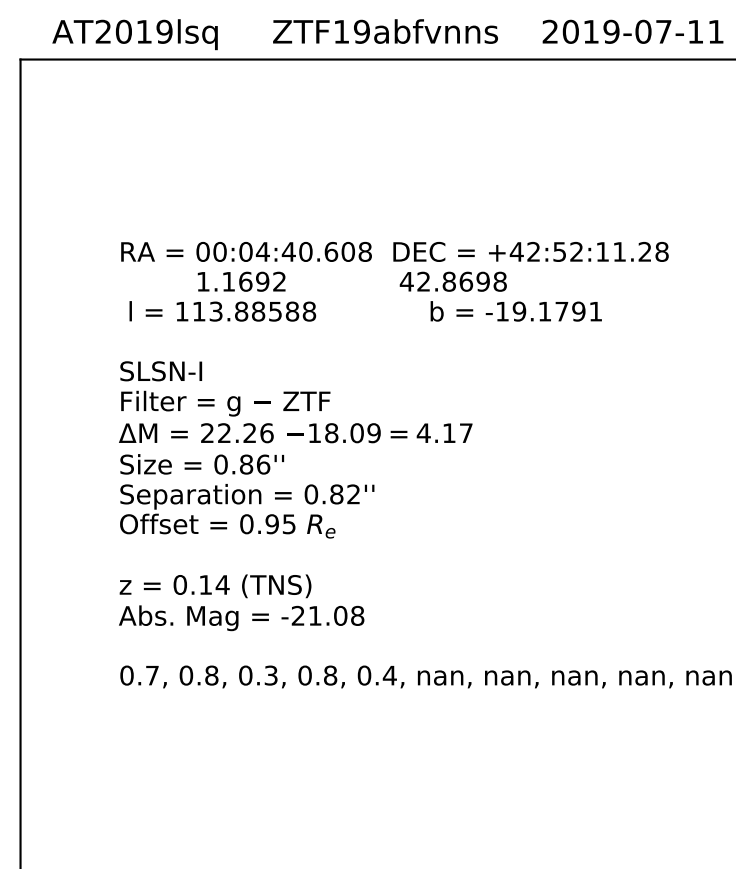 AT2019lsq ZTF19abfvnns 2019-07-11
RA = 00:04:40.608 DEC = +42:52:11.28
1.1692 42.8698
l = 113.88588 b = -19.1791
SLSN-I
Filter = g − ZTF
ΔM = 22.26 −18.09 = 4.17
Size = 0.86''
Separation = 0.82''
Offset = 0.95 Rₑ
z = 0.14 (TNS)
Abs. Mag = -21.08
0.7, 0.8, 0.3, 0.8, 0.4, nan, nan, nan, nan, nan